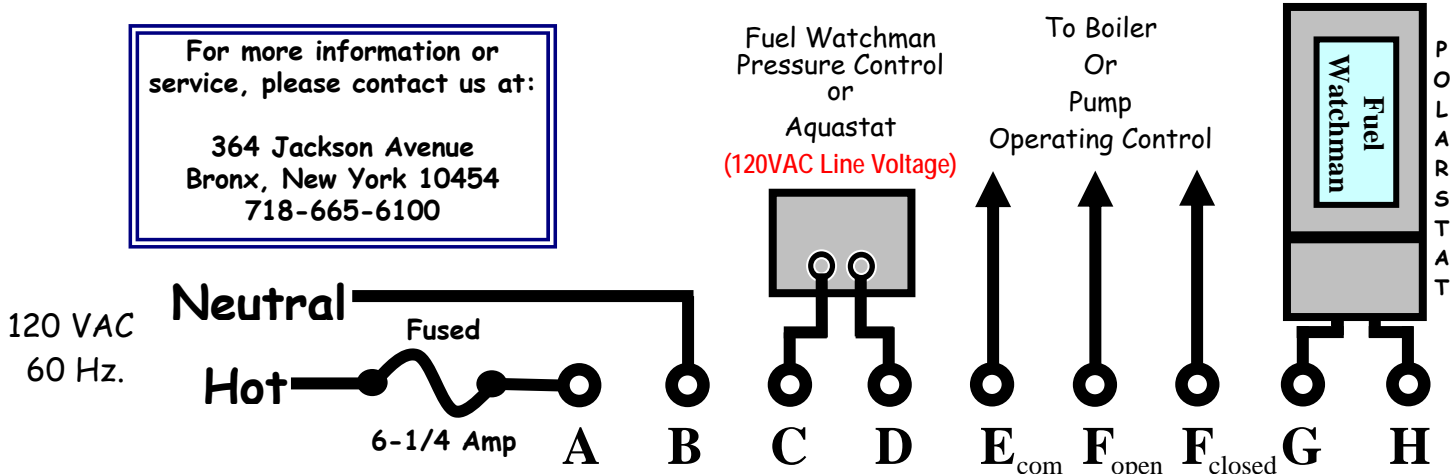 For more information or
service, please contact us at:
364 Jackson Avenue
Bronx, New York 10454
718-665-6100
Fuel Watchman
Pressure Control
or
Aquastat
(120VAC Line Voltage)
To Boiler
Or
Pump
Operating Control
Fuel
Watchman
POLARSTAT
120 VAC
60 Hz.
Neutral
Fused
Hot
6-1/4 Amp
A B C D Ecom Fopen Fclosed G H